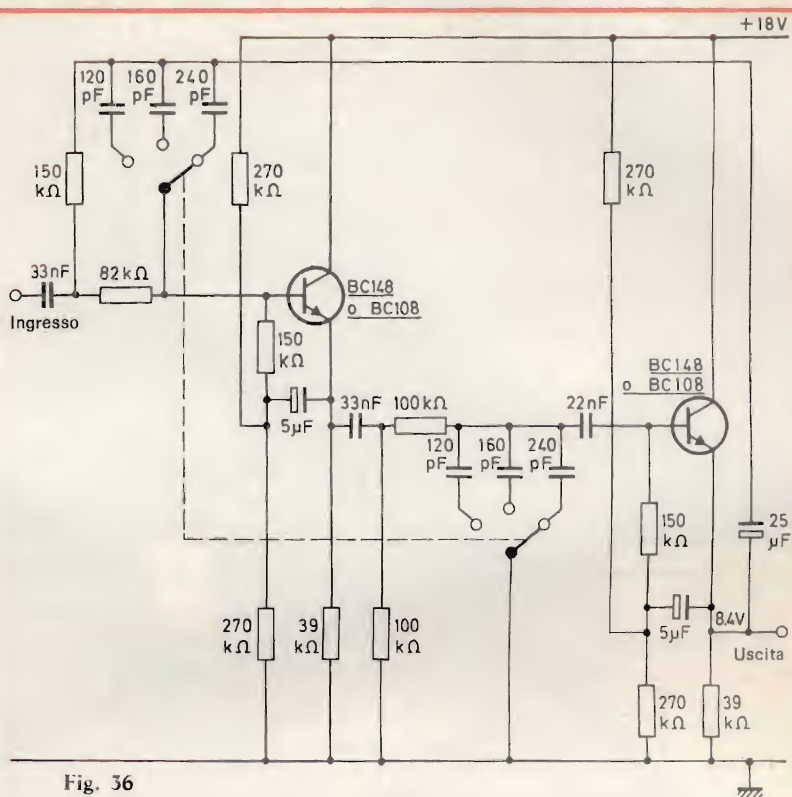 +18V
120 pF
160 pF
240 pF
150 kΩ
270 kΩ
270 kΩ
33nF
82kΩ
Ingresso
BC148
o BC108
150 kΩ
5µF
33nF
100kΩ
120 pF
160 pF
240 pF
22nF
BC148
o BC108
150 kΩ
25 µF
5µF
8.4V
Uscita
270 kΩ
39 kΩ
100 kΩ
270 kΩ
39 kΩ
Fig. 36